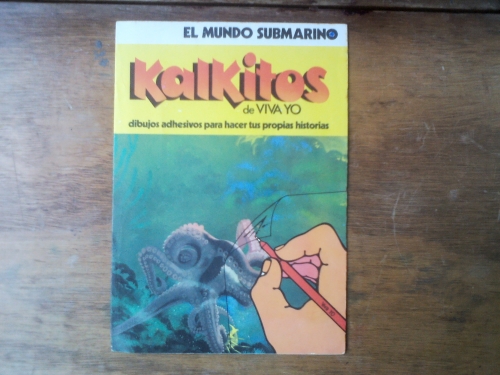 EL MUNDO SUBMARINO
Kalkitos
de VIVA YO
dibujos adhesivos para hacer tus propias historias